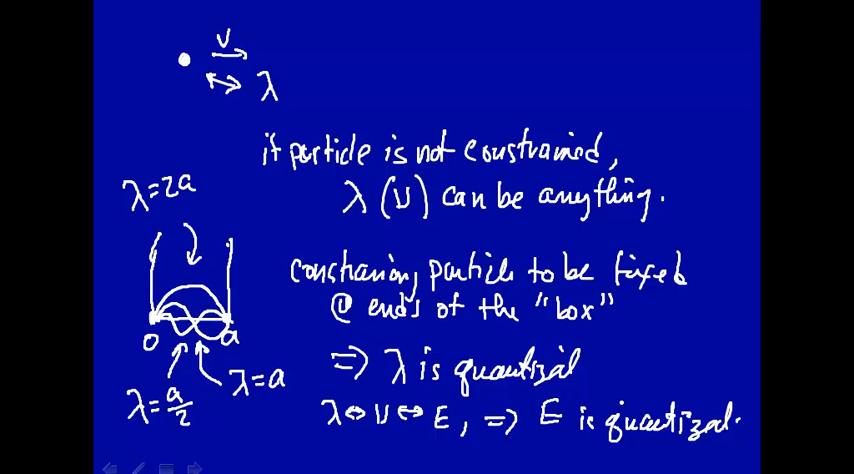 v
↔ λ
if particle is not constrained,
λ (v) can be anything.
λ=2a
constraining particle to be fixed
@ ends of the "box"
0 a
⇒ λ is quantized
λ=a
λ=a/2
λ ⇔ v ⇔ E, ⇒ E is quantized.